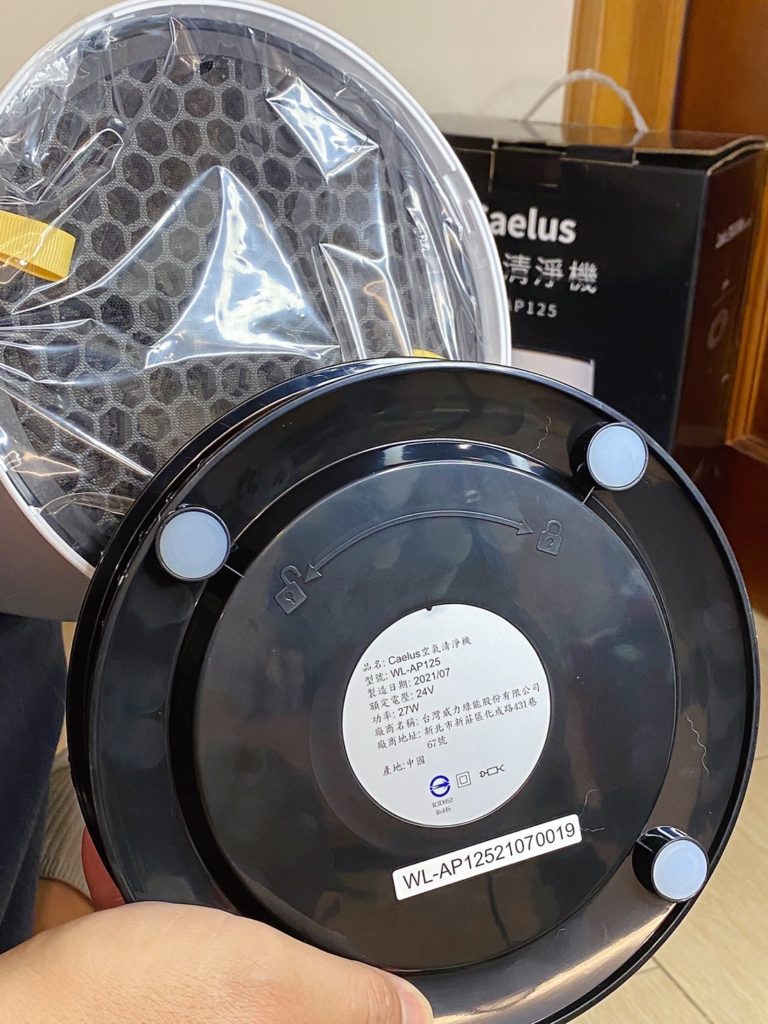 Caelus
清淨機
AP125
品名: Caelus空氣清淨機
型號: WL-AP125
製造日期: 2021/07
額定電壓: 24V
功率: 27W
廠商名稱: 台灣威力綠能股份有限公司
廠商地址: 新北市新莊區化成路431巷
67號
產地: 中國
RoHS
WL-AP12521070019